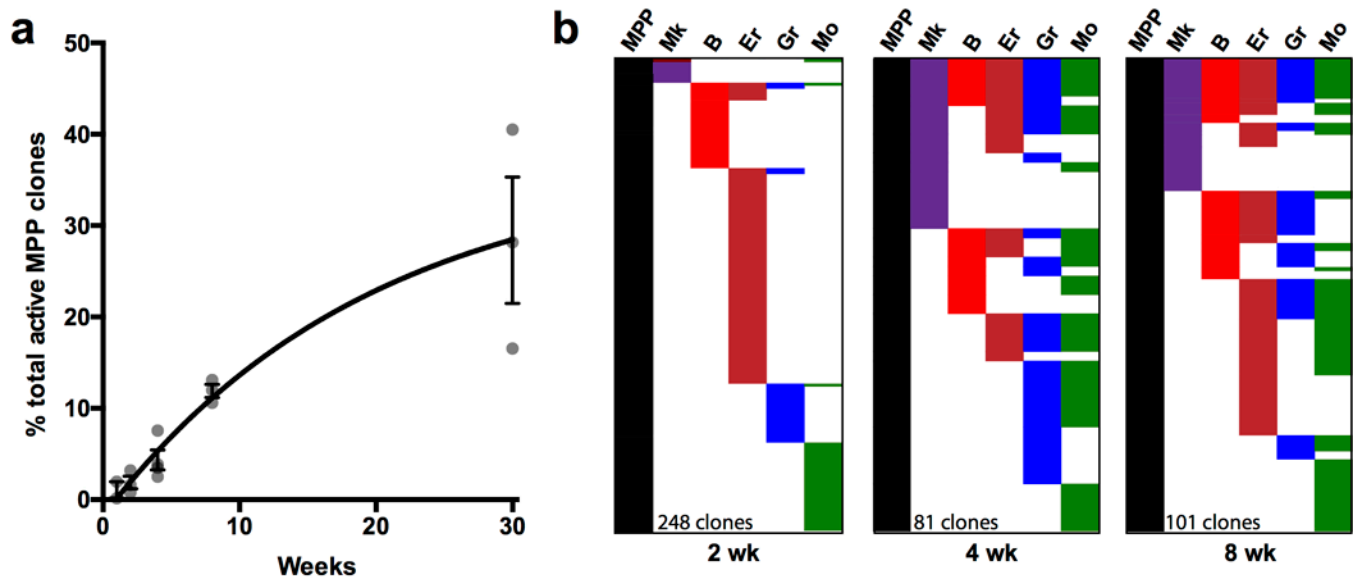 a
50
40
30
20
10
0
0
10
20
30
% total active MPP clones
Weeks
b
MPP Mk B Er Gr Mo
MPP Mk B Er Gr Mo
MPP Mk B Er Gr Mo
248 clones
81 clones
101 clones
2 wk
4 wk
8 wk